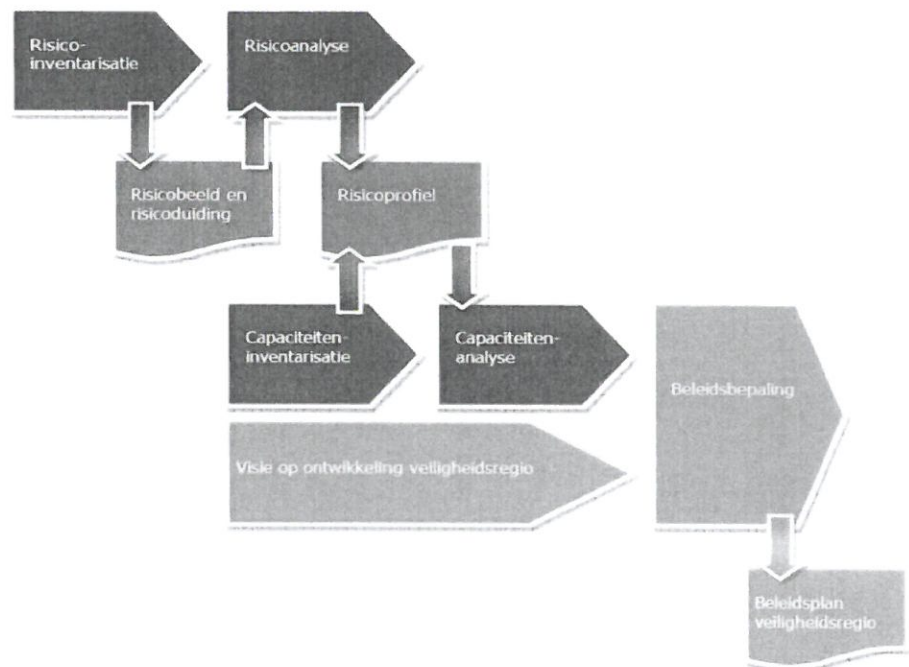 Risico-
inventarisatie
Risicoanalyse
Risicobeeld en
risicoduiding
Risicoprofiel
Capaciteiten-
inventarisatie
Capaciteiten-
analyse
Beleidsbepaling
Visie op ontwikkeling veiligheidsregio
Beleidsplan
veiligheidsregio